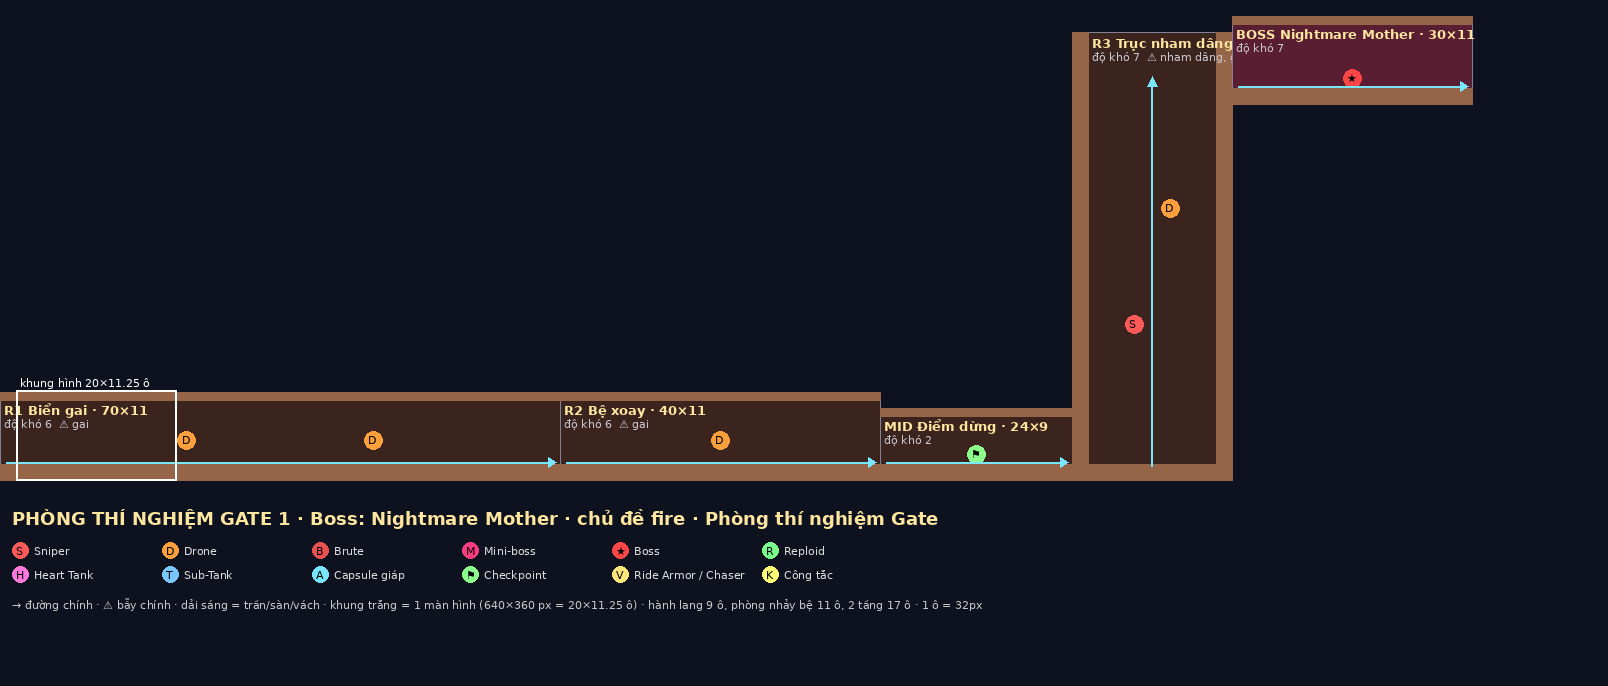 R3 Trục nham dâng
độ khó 7 ⚠ nham dâng,
BOSS Nightmare Mother · 30×11
độ khó 7
★
D
S
khung hình 20×11.25 ô
R1 Biển gai · 70×11
độ khó 6 ⚠ gai
D
D
R2 Bệ xoay · 40×11
độ khó 6 ⚠ gai
D
MID Điểm dừng · 24×9
độ khó 2
⚑
PHÒNG THÍ NGHIỆM GATE 1 · Boss: Nightmare Mother · chủ đề fire · Phòng thí nghiệm Gate
S Sniper D Drone B Brute M Mini-boss ★ Boss R Reploid
H Heart Tank T Sub-Tank A Capsule giáp ⚑ Checkpoint V Ride Armor / Chaser K Công tắc
→ đường chính · ⚠ bẫy chính · dải sáng = trần/sàn/vách · khung trắng = 1 màn hình (640×360 px = 20×11.25 ô) · hành lang 9 ô, phòng nhảy bệ 11 ô, 2 tầng 17 ô · 1 ô = 32px